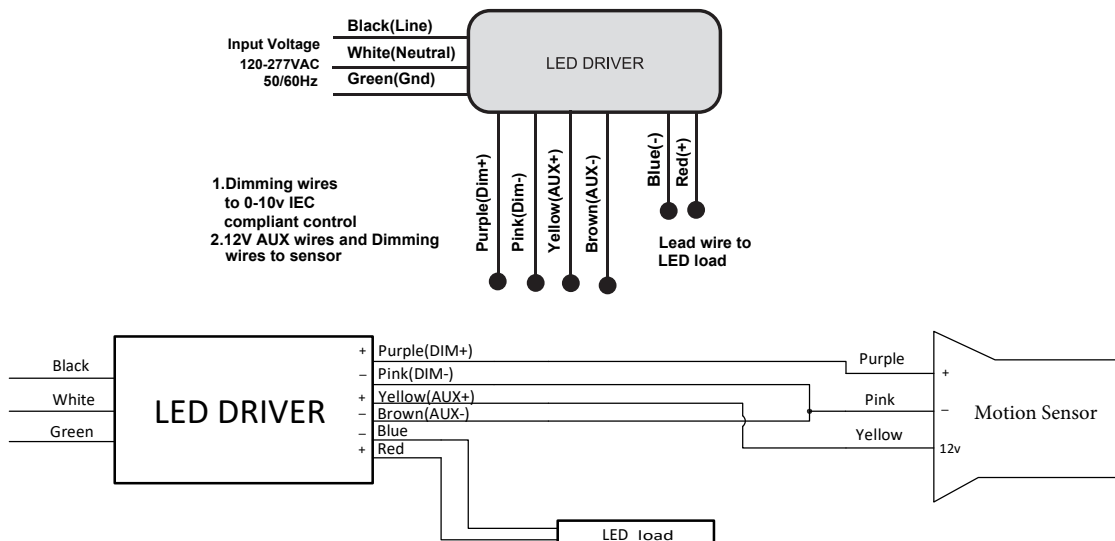 Input Voltage
120-277VAC
50/60Hz
Black(Line)
White(Neutral)
Green(Gnd)
LED DRIVER
Purple(Dim+)
Pink(Dim-)
Yellow(AUX+)
Brown(AUX-)
Blue(-)
Red(+)
1.Dimming wires
to 0-10v IEC
compliant control
2.12V AUX wires and Dimming
wires to sensor
Lead wire to
LED load
Black
White
Green
LED DRIVER
+ Purple(DIM+)
− Pink(DIM-)
+ Yellow(AUX+)
− Brown(AUX-)
− Blue
+ Red
Purple
Pink
Yellow
+
−
12v
Motion Sensor
LED load